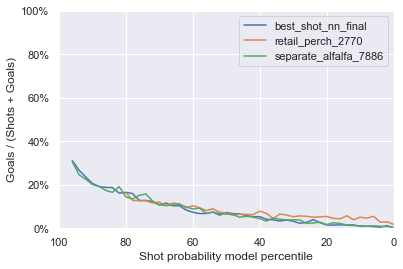 100%
80%
60%
40%
20%
0%
Goals / (Shots + Goals)
best_shot_nn_final
retail_perch_2770
separate_alfalfa_7886
100
80
60
40
20
0
Shot probability model percentile